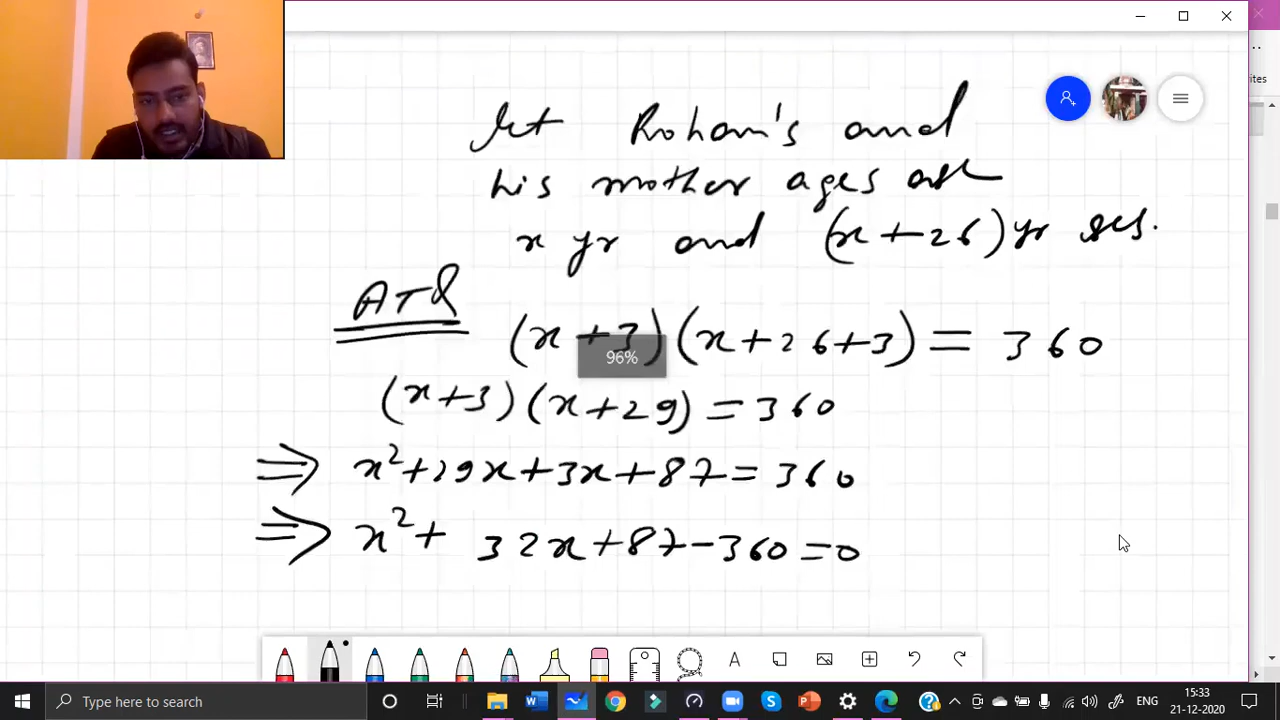 Let Roham's and
his mother ages are
x yr and (x+26) yr res.
ATQ
(x+3)(x+26+3) = 360
96%
(x+3)(x+29) = 360
⇒ x²+29x+3x+87=360
⇒ x²+ 32x+87-360=0
A
Type here to search
ENG
15:33
21-12-2020